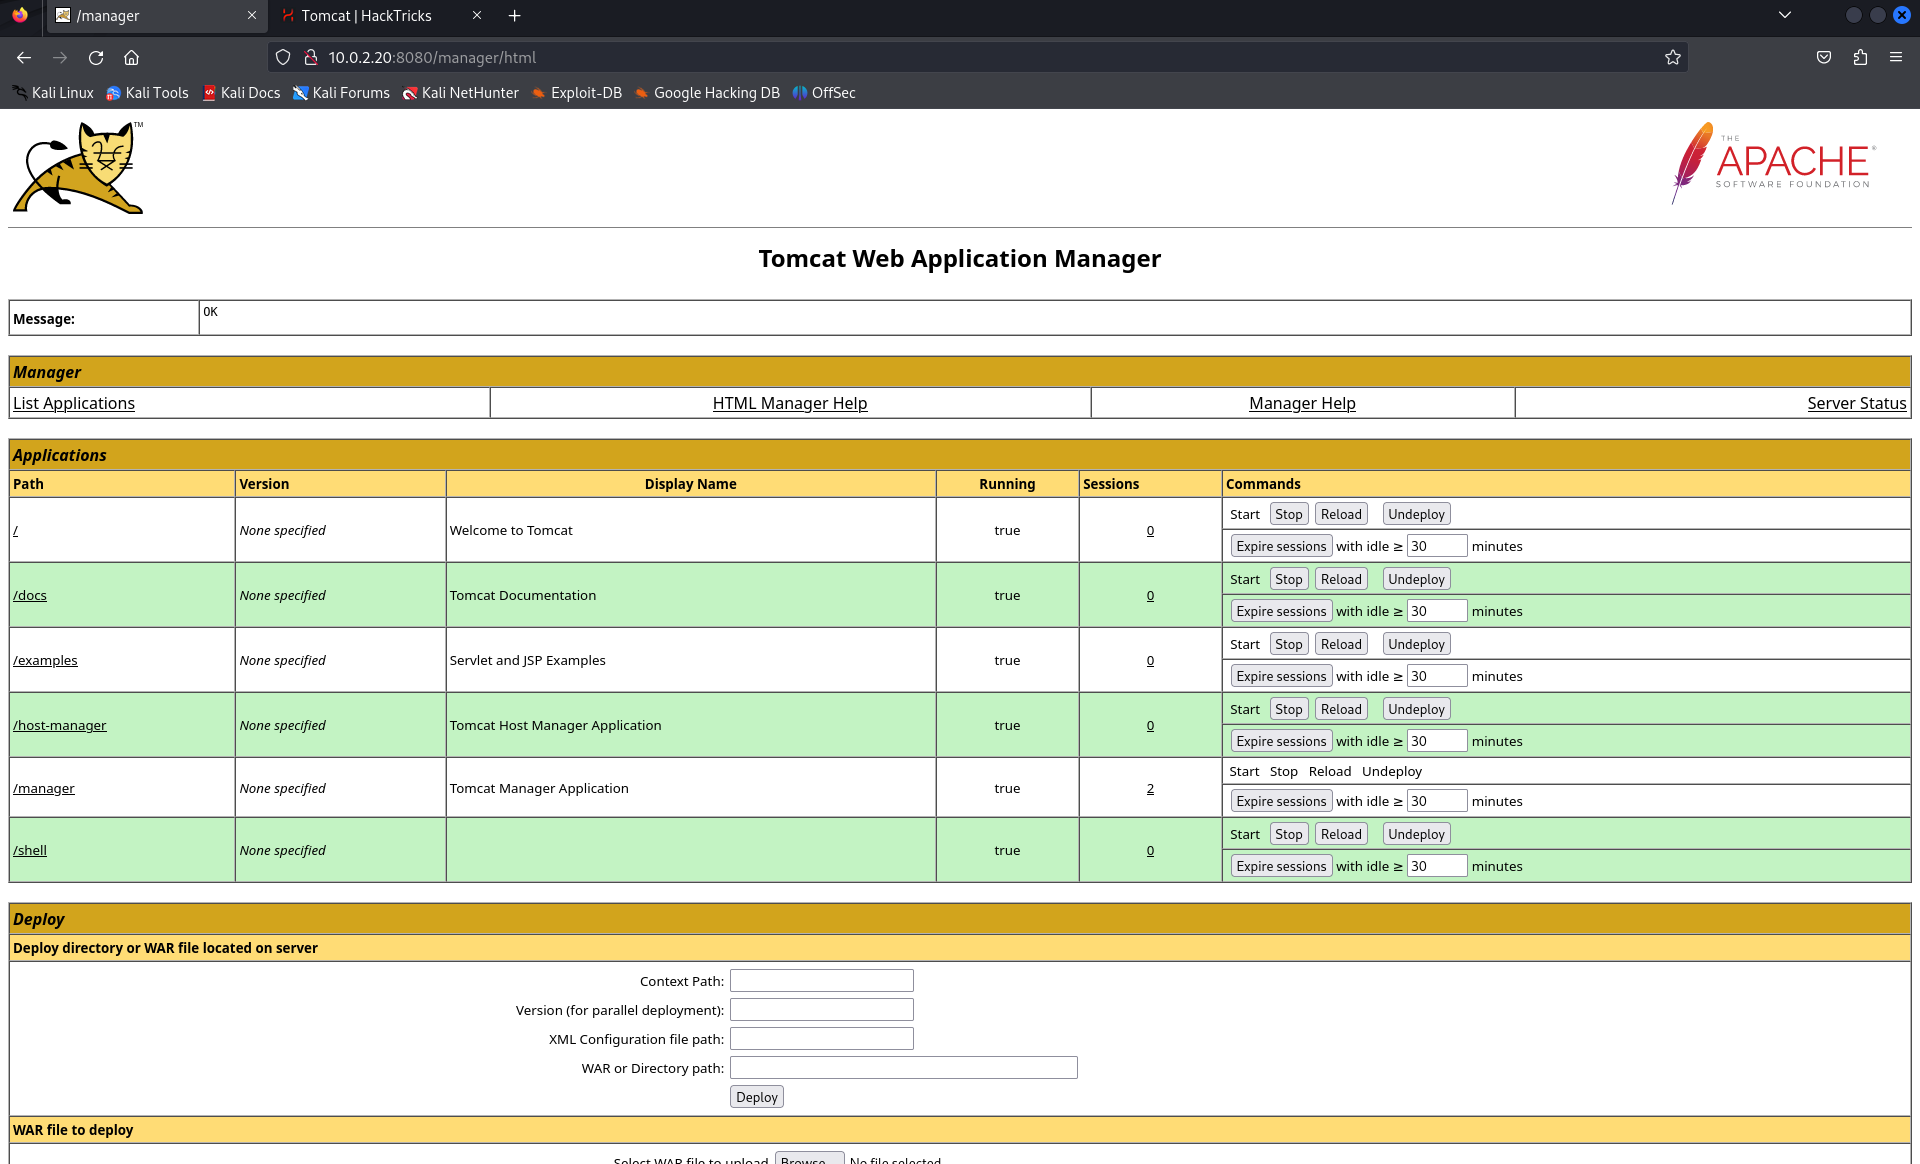 /manager
Tomcat | HackTricks
10.0.2.20:8080/manager/html
Kali Linux Kali Tools Kali Docs Kali Forums Kali NetHunter Exploit-DB Google Hacking DB OffSec
TM
THE
APACHE®
SOFTWARE FOUNDATION
Tomcat Web Application Manager
Message: OK
Manager
List Applications HTML Manager Help Manager Help Server Status
Applications
Path Version Display Name Running Sessions Commands
/ None specified Welcome to Tomcat true 0 Start Stop Reload Undeploy
Expire sessions with idle ≥ 30 minutes
/docs None specified Tomcat Documentation true 0 Start Stop Reload Undeploy
Expire sessions with idle ≥ 30 minutes
/examples None specified Servlet and JSP Examples true 0 Start Stop Reload Undeploy
Expire sessions with idle ≥ 30 minutes
/host-manager None specified Tomcat Host Manager Application true 0 Start Stop Reload Undeploy
Expire sessions with idle ≥ 30 minutes
/manager None specified Tomcat Manager Application true 2 Start Stop Reload Undeploy
Expire sessions with idle ≥ 30 minutes
/shell None specified true 0 Start Stop Reload Undeploy
Expire sessions with idle ≥ 30 minutes
Deploy
Deploy directory or WAR file located on server
Context Path:
Version (for parallel deployment):
XML Configuration file path:
WAR or Directory path:
Deploy
WAR file to deploy
Select WAR file to upload Browse... No file selected.